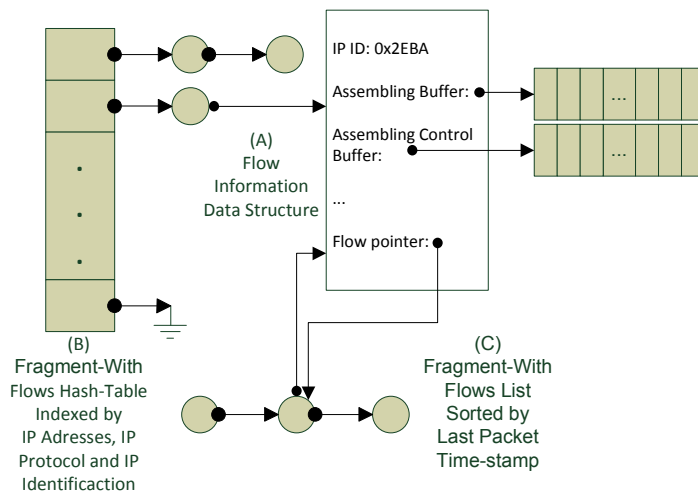 IP ID: 0x2EBA
Assembling Buffer:
...
Assembling Control
Buffer:
...
...
Flow pointer:
(A)
Flow
Information
Data Structure
(B)
Fragment-With
Flows Hash-Table
Indexed by
IP Adresses, IP
Protocol and IP
Identificaction
(C)
Fragment-With
Flows List
Sorted by
Last Packet
Time-stamp